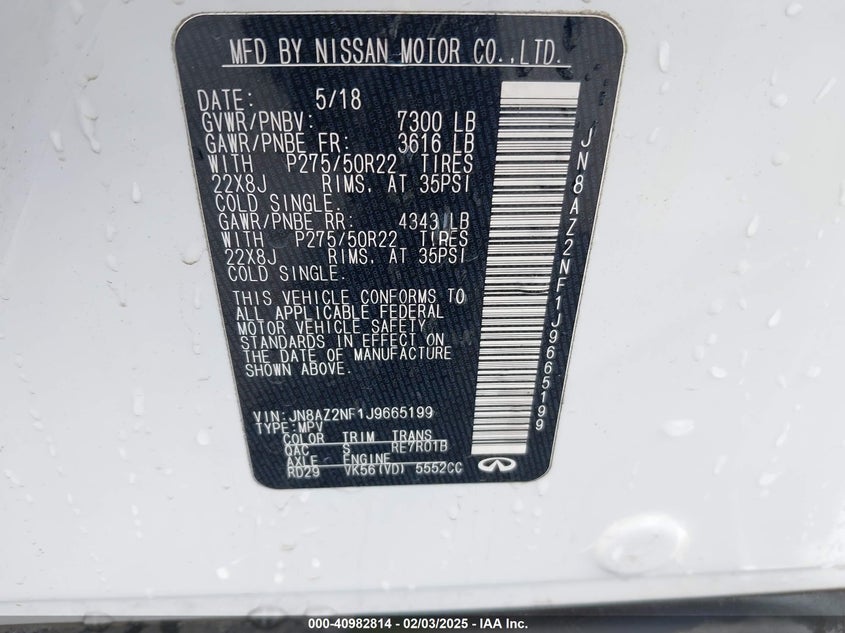 MFD BY NISSAN MOTOR CO.,LTD.
DATE: 5/18
GVWR/PNBV: 7300 LB
GAWR/PNBE FR: 3616 LB
WITH P275/50R22 TIRES
22X8J RIMS, AT 35PSI
COLD SINGLE.
GAWR/PNBE RR: 4343 LB
WITH P275/50R22 TIRES
22X8J RIMS, AT 35PSI
COLD SINGLE.
THIS VEHICLE CONFORMS TO
ALL APPLICABLE FEDERAL
MOTOR VEHICLE SAFETY
STANDARDS IN EFFECT ON
THE DATE OF MANUFACTURE
SHOWN ABOVE.
VIN:JN8AZ2NF1J9665199
TYPE:MPV
COLOR TRIM TRANS
QAC S RE7R01B
AXLE ENGINE
RD29 VK56(VD) 5552CC
JN8AZ2NF1J9665199
000-40982814 - 02/03/2025 - IAA Inc.